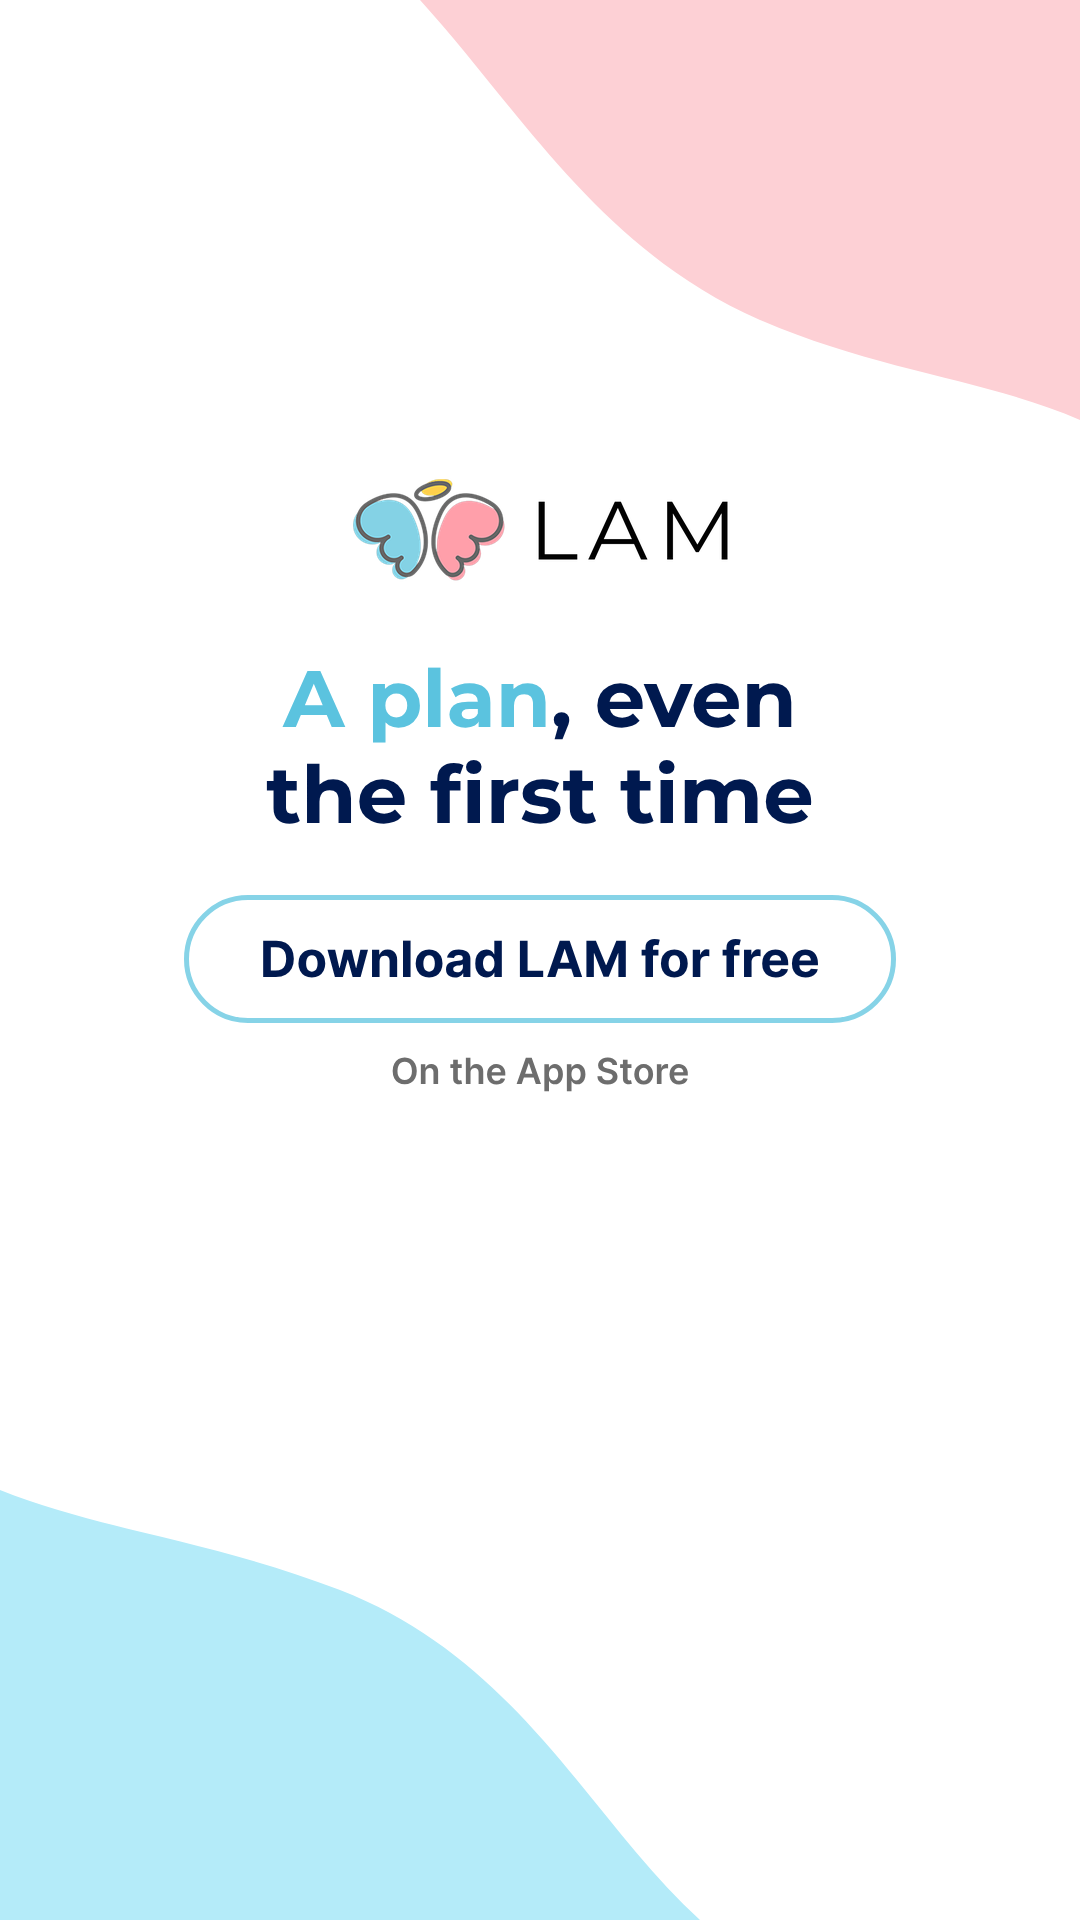 LAM
A plan, even
the first time
Download LAM for free
On the App Store